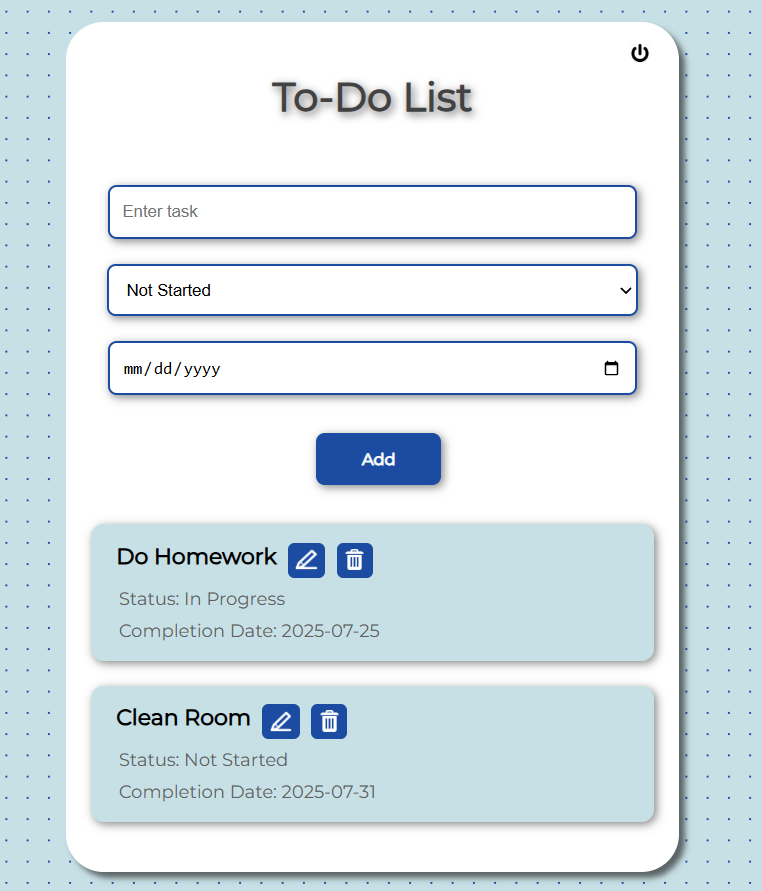 To-Do List
Enter task
Not Started
mm/dd/yyyy
Add
Do Homework
Status: In Progress
Completion Date: 2025-07-25
Clean Room
Status: Not Started
Completion Date: 2025-07-31